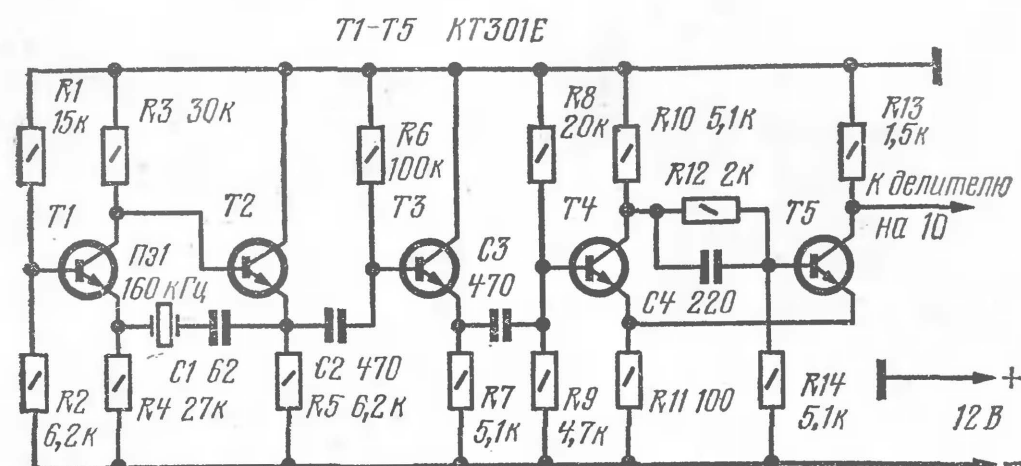 T1-T5 КТ301Е
R1
15к
R3 30к
R6
100к
R8
20к
R10 5,1к
R13
1,5к
R12 2к
К делителю
на 10
T1
T2
T3
T4
T5
Пэ1
160 кГц
C3
470
C4 220
C1 62
C2 470
R2
6,2к
R4 27к
R5 6,2к
R7
5,1к
R9
4,7к
R11 100
R14
5.1к
12 В
+
-